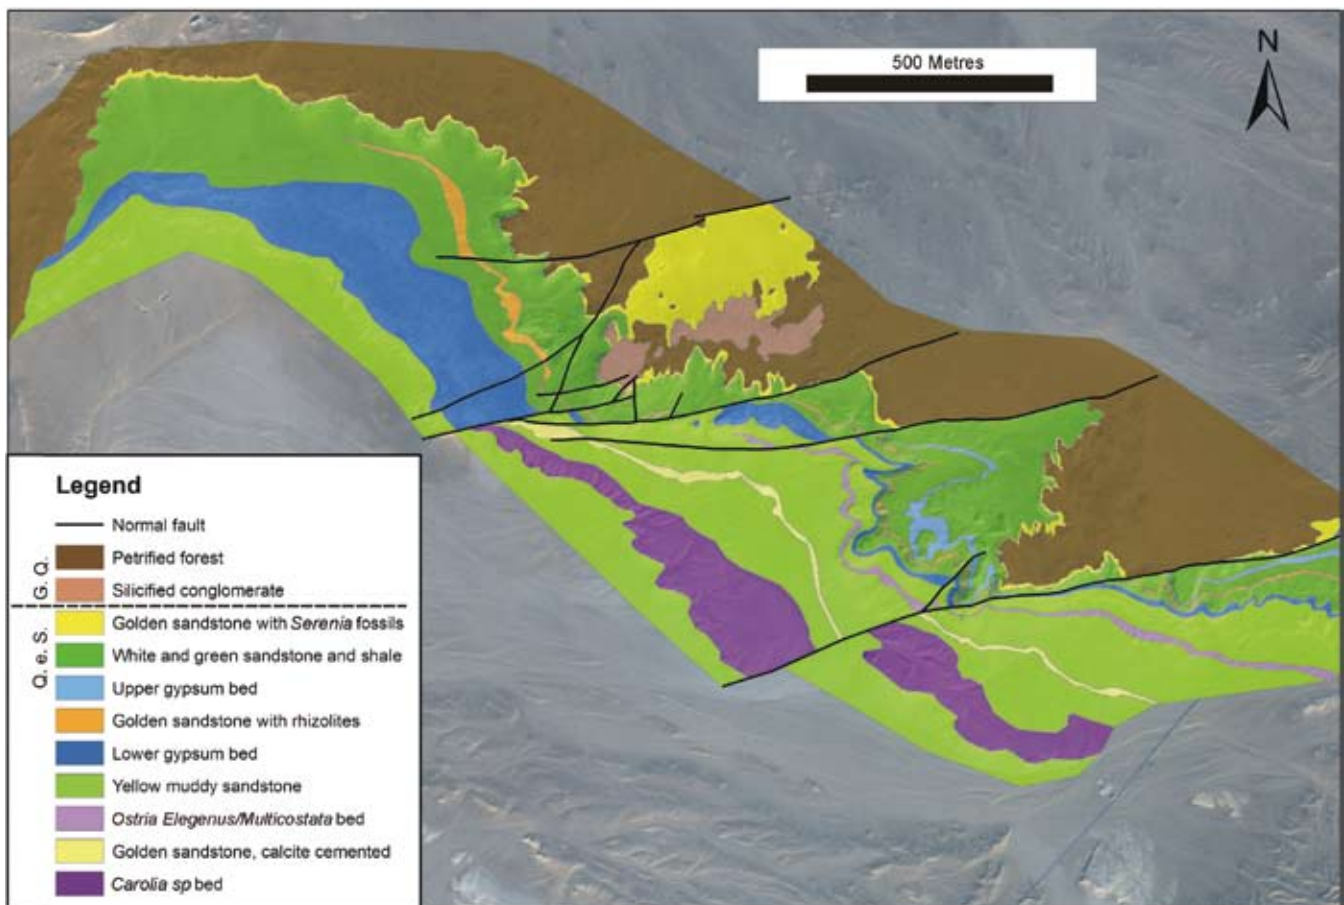 500 Metres
N
Legend
Normal fault
G. Q.
Petrified forest
Silicified conglomerate
Q. e. S.
Golden sandstone with Serenia fossils
White and green sandstone and shale
Upper gypsum bed
Golden sandstone with rhizolites
Lower gypsum bed
Yellow muddy sandstone
Ostria Elegenus/Multicostata bed
Golden sandstone, calcite cemented
Carolia sp bed